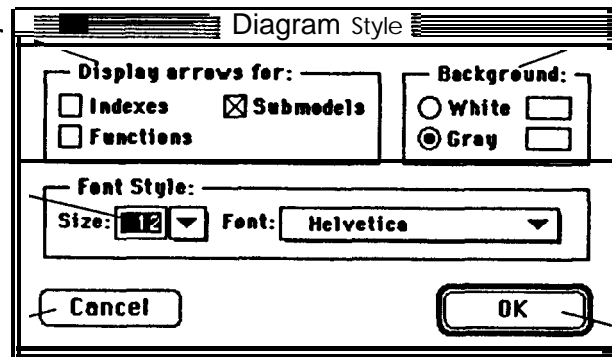 Diagram Style
Display arrows for:
Indexes
Submodels
Functions
Background:
White
Gray
Font Style:
Size: 12
Font: Helvetica
Cancel
OK